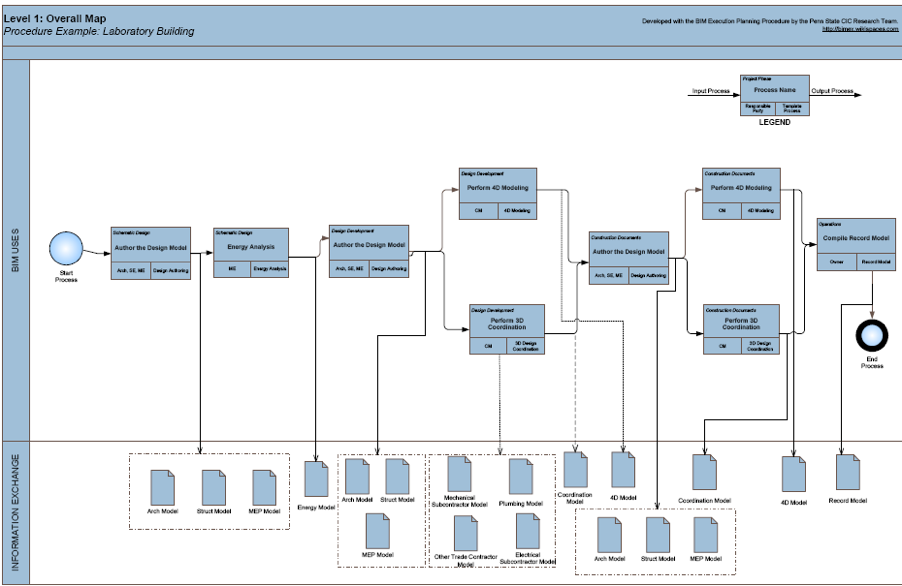 Level 1: Overall Map
Procedure Example: Laboratory Building
Developed with the BIM Execution Planning Procedure by the Penn State CIC Research Team.
http://bimex.wikispaces.com
BIM USES
Project Phase
Input Process
Process Name
Output Process
Responsible
Party
Template
Process
LEGEND
Start
Process
Schematic Design
Author the Design Model
Arch, SE, ME
Design Authoring
Schematic Design
Energy Analysis
ME
Energy Analysis
Design Development
Author the Design Model
Arch, SE, ME
Design Authoring
Design Development
Perform 4D Modeling
CM
4D Modeling
Design Development
Perform 3D
Coordination
CM
3D Design
Coordination
Construction Documents
Author the Design Model
Arch, SE, ME
Design Authoring
Construction Documents
Perform 4D Modeling
CM
4D Modeling
Construction Documents
Perform 3D
Coordination
CM
3D Design
Coordination
Operations
Compile Record Model
Owner
Record Model
End
Process
INFORMATION EXCHANGE
Arch Model
Struct Model
MEP Model
Energy Model
Arch Model
Struct Model
MEP Model
Mechanical
Subcontractor Model
Plumbing Model
Other Trade Contractor
Model
Electrical
Subcontractor Model
Coordination
Model
4D Model
Arch Model
Struct Model
MEP Model
Coordination Model
4D Model
Record Model